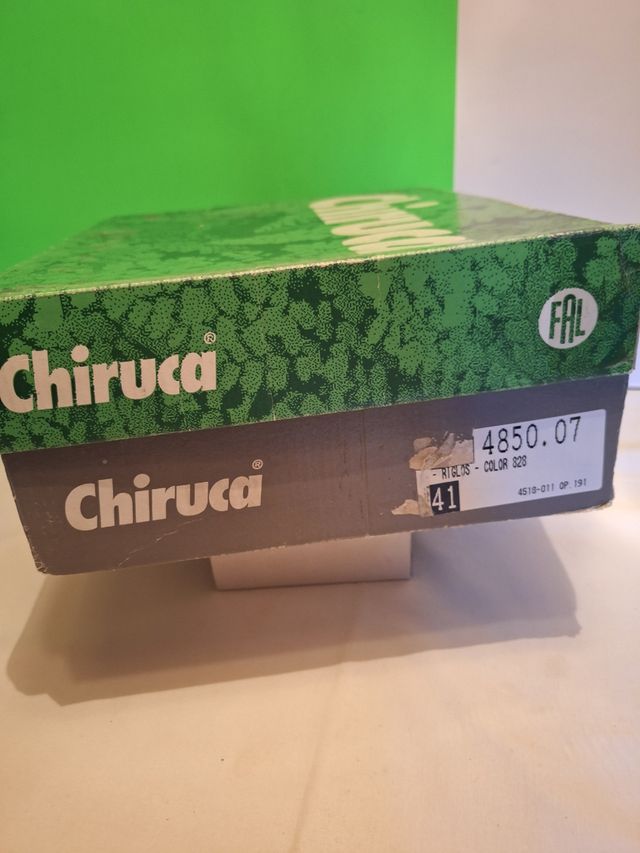 Chiruca
Chiruca®
FAL
Chiruca®
4850.07
- RIGLOS - COLOR 828
41
4518-011 OP.191